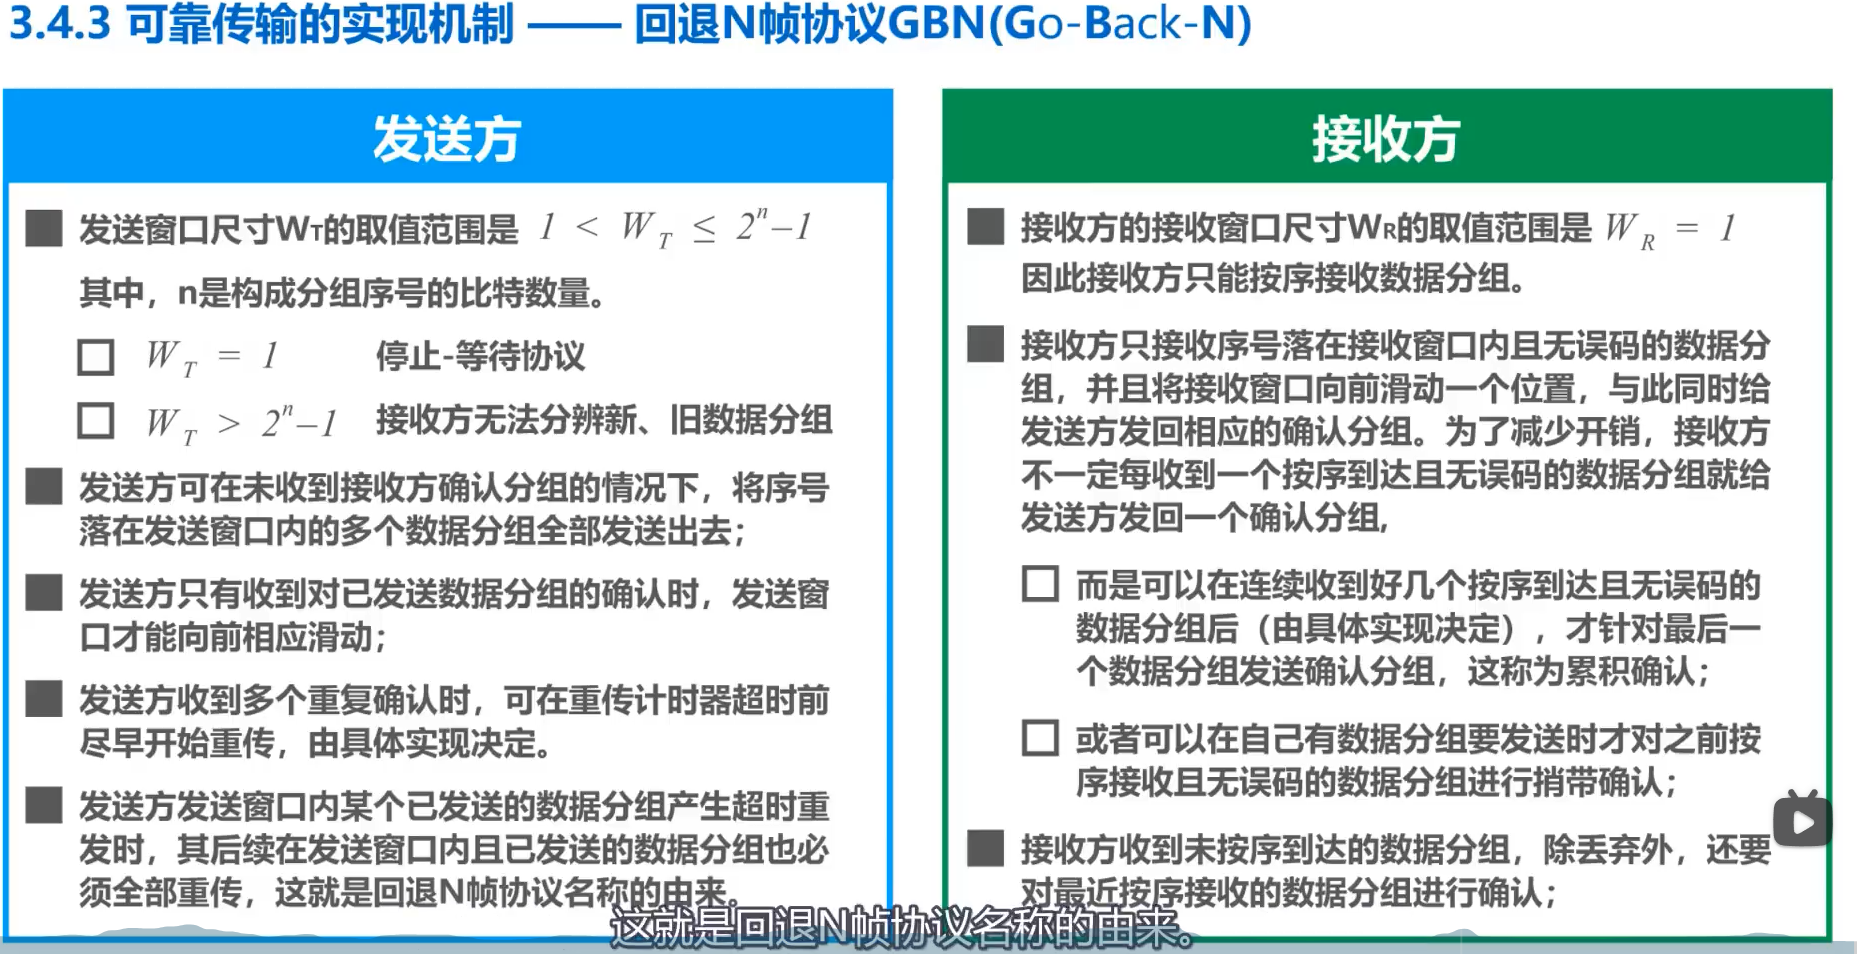 3.4.3 可靠传输的实现机制 —— 回退N帧协议GBN(Go-Back-N)
发送方
发送窗口尺寸WT的取值范围是 1 < W_T ≤ 2^n–1
其中，n是构成分组序号的比特数量。
W_T = 1 停止-等待协议
W_T > 2^n–1 接收方无法分辨新、旧数据分组
发送方可在未收到接收方确认分组的情况下，将序号
落在发送窗口内的多个数据分组全部发送出去；
发送方只有收到对已发送数据分组的确认时，发送窗
口才能向前相应滑动；
发送方收到多个重复确认时，可在重传计时器超时前
尽早开始重传，由具体实现决定。
发送方发送窗口内某个已发送的数据分组产生超时重
发时，其后续在发送窗口内且已发送的数据分组也必
须全部重传，这就是回退N帧协议名称的由来。
接收方
接收方的接收窗口尺寸WR的取值范围是 W_R = 1
因此接收方只能按序接收数据分组。
接收方只接收序号落在接收窗口内且无误码的数据分
组，并且将接收窗口向前滑动一个位置，与此同时给
发送方发回相应的确认分组。为了减少开销，接收方
不一定每收到一个按序到达且无误码的数据分组就给
发送方发回一个确认分组,
而是可以在连续收到好几个按序到达且无误码的
数据分组后（由具体实现决定），才针对最后一
个数据分组发送确认分组，这称为累积确认；
或者可以在自己有数据分组要发送时才对之前按
序接收且无误码的数据分组进行捎带确认；
接收方收到未按序到达的数据分组，除丢弃外，还要
对最近按序接收的数据分组进行确认；
这就是回退N帧协议名称的由来。